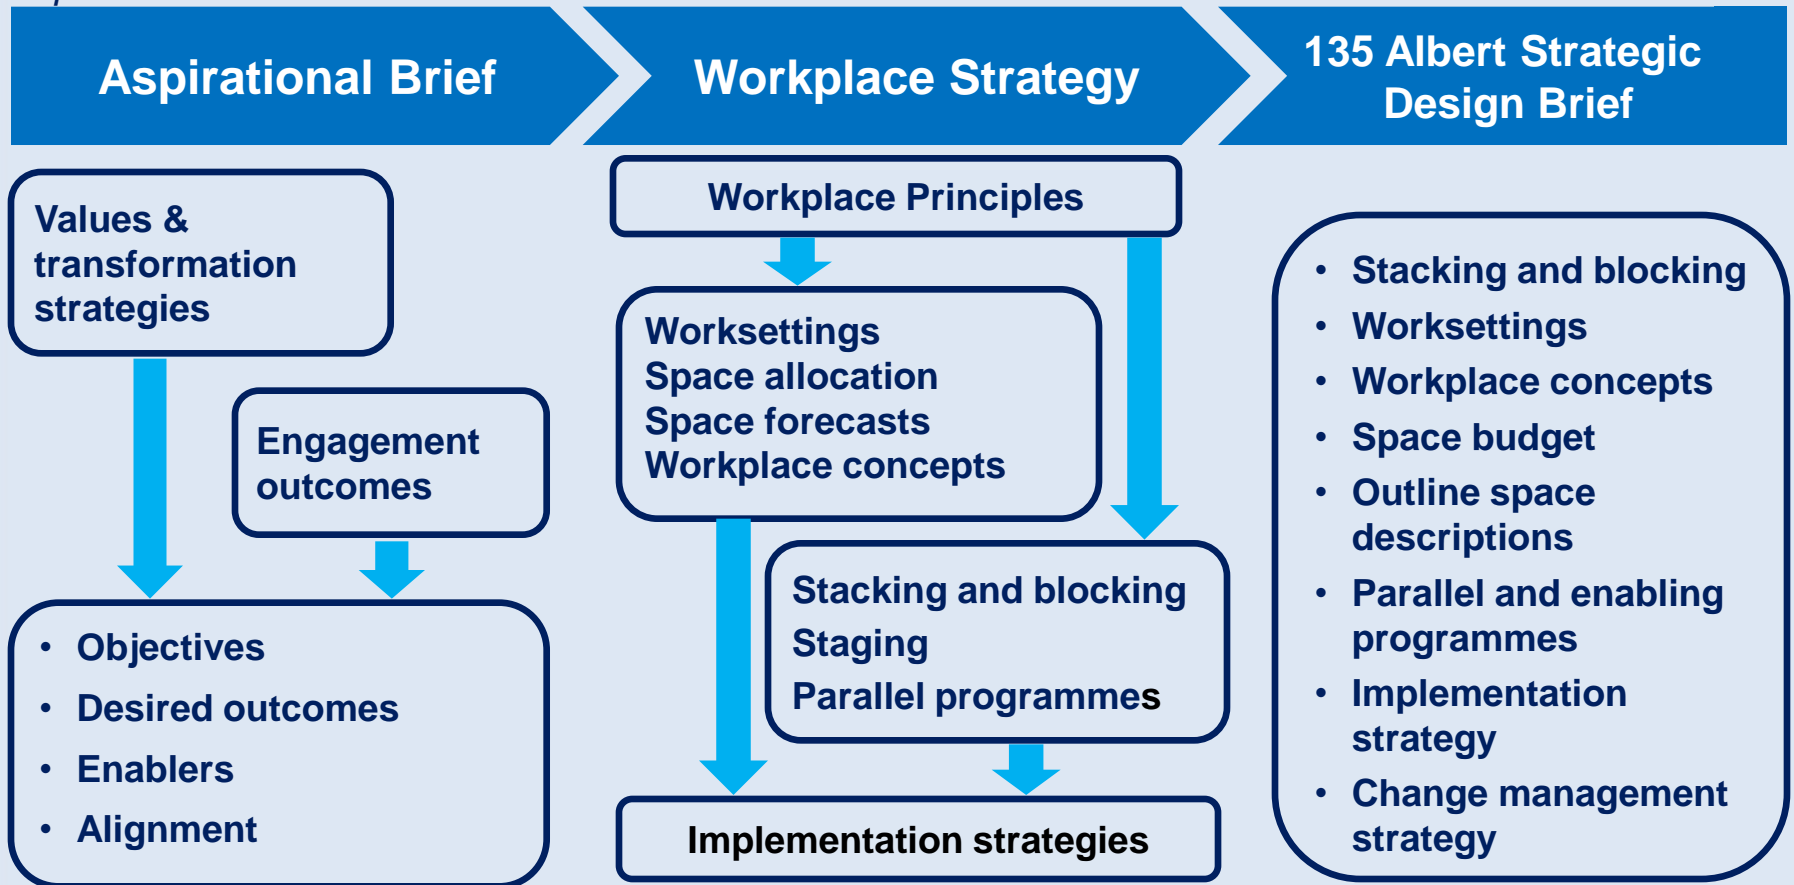 Aspirational Brief
Workplace Strategy
135 Albert Strategic
Design Brief
Values &
transformation
strategies
Engagement
outcomes
• Objectives
• Desired outcomes
• Enablers
• Alignment
Workplace Principles
Worksettings
Space allocation
Space forecasts
Workplace concepts
Stacking and blocking
Staging
Parallel programmes
Implementation strategies
• Stacking and blocking
• Worksettings
• Workplace concepts
• Space budget
• Outline space
descriptions
• Parallel and enabling
programmes
• Implementation
strategy
• Change management
strategy